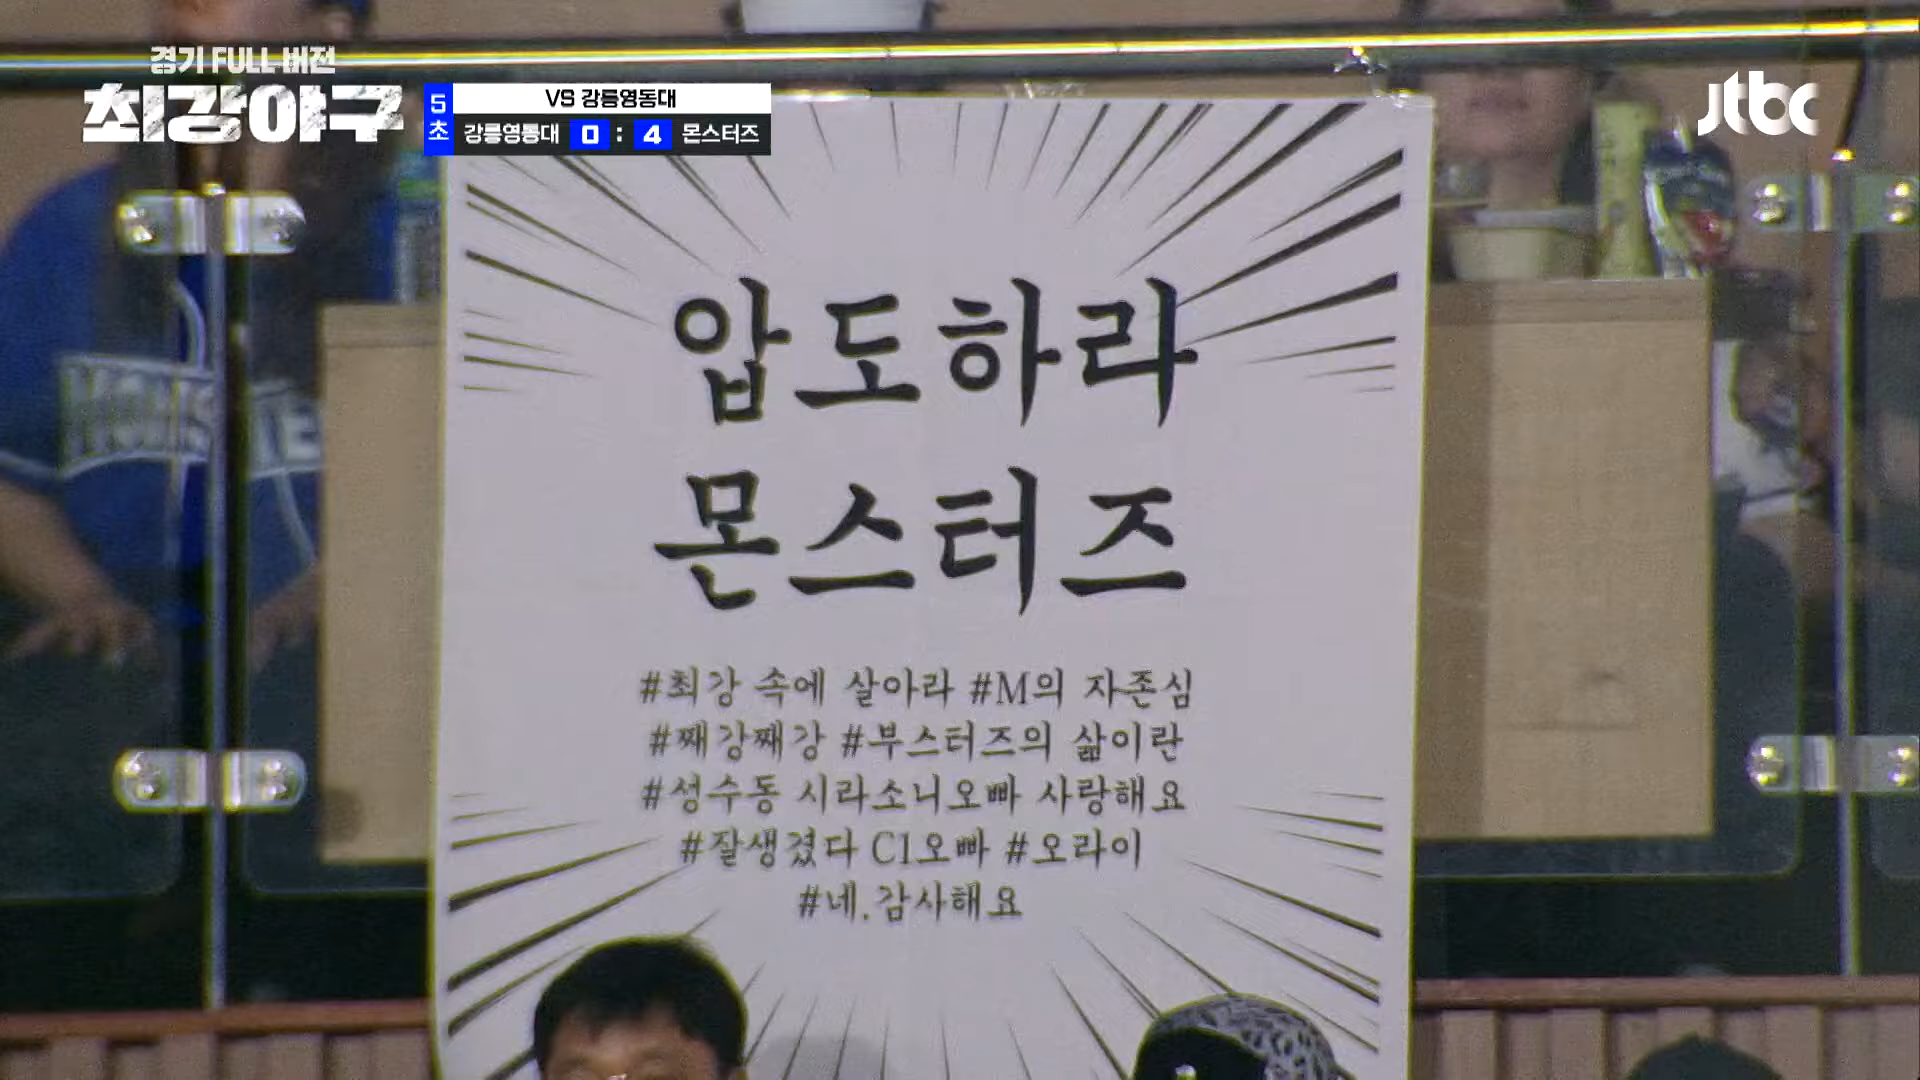 경기 FULL 버전
최강야구
5초
VS 강릉영동대
강릉영동대 0 : 4 몬스터즈
jtbc
압도하라
몬스터즈
#최강 속에 살아라 #M의 자존심
#째강째강 #부스터즈의 삶이란
#성수동 시라소니오빠 사랑해요
#잘생겼다 C1오빠 #오라이
#네.감사해요